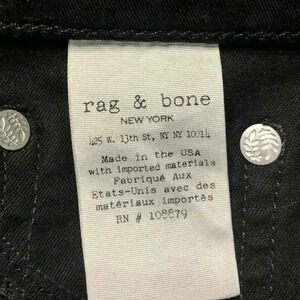 rag & bone
NEW YORK
425 W. 13th St, NY NY 10014
Made in the USA
with imported materials
Fabriqué Aux
Etats-Unis avec des
matériaux importés
RN # 108879